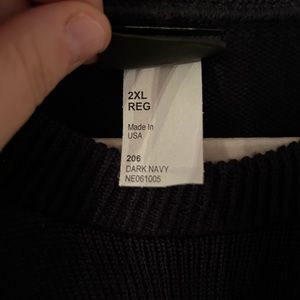 2XL
REG
Made In
USA
206
DARK NAVY
NE061005